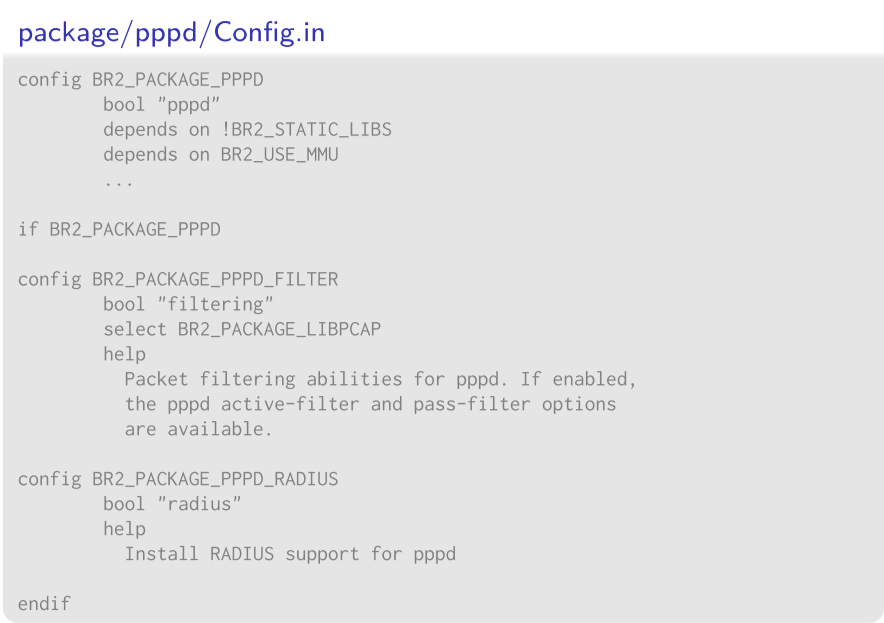 package/pppd/Config.in
config BR2_PACKAGE_PPPD
        bool "pppd"
        depends on !BR2_STATIC_LIBS
        depends on BR2_USE_MMU
        ...

if BR2_PACKAGE_PPPD

config BR2_PACKAGE_PPPD_FILTER
        bool "filtering"
        select BR2_PACKAGE_LIBPCAP
        help
          Packet filtering abilities for pppd. If enabled,
          the pppd active-filter and pass-filter options
          are available.

config BR2_PACKAGE_PPPD_RADIUS
        bool "radius"
        help
          Install RADIUS support for pppd

endif